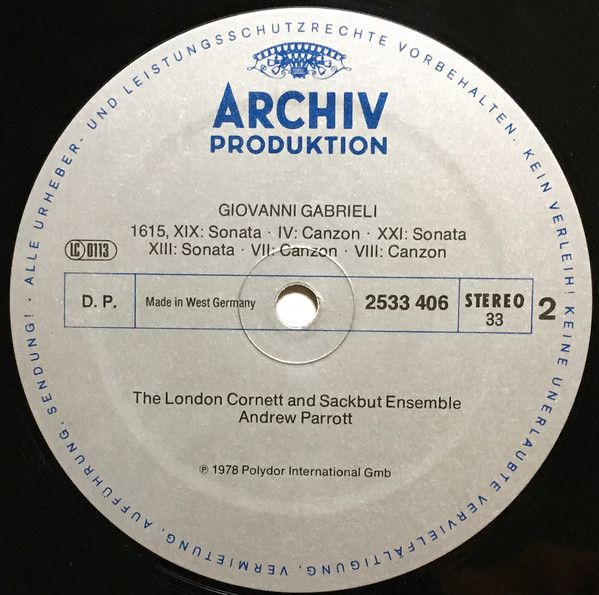 ALLE URHEBER- UND LEISTUNGSSCHUTZRECHTE VORBEHALTEN. KEIN VERLEIH! KEINE UNERLAUBTE VERVIELFÄLTIGUNG, VERMIETUNG, AUFFÜHRUNG, SENDUNG! ·
ARCHIV
PRODUKTION
GIOVANNI GABRIELI
1615, XIX: Sonata · IV: Canzon · XXI: Sonata
XIII: Sonata · VII: Canzon · VIII: Canzon
LC 0113
D. P. Made in West Germany 2533 406 STEREO 33 2
The London Cornett and Sackbut Ensemble
Andrew Parrott
℗ 1978 Polydor International Gmb